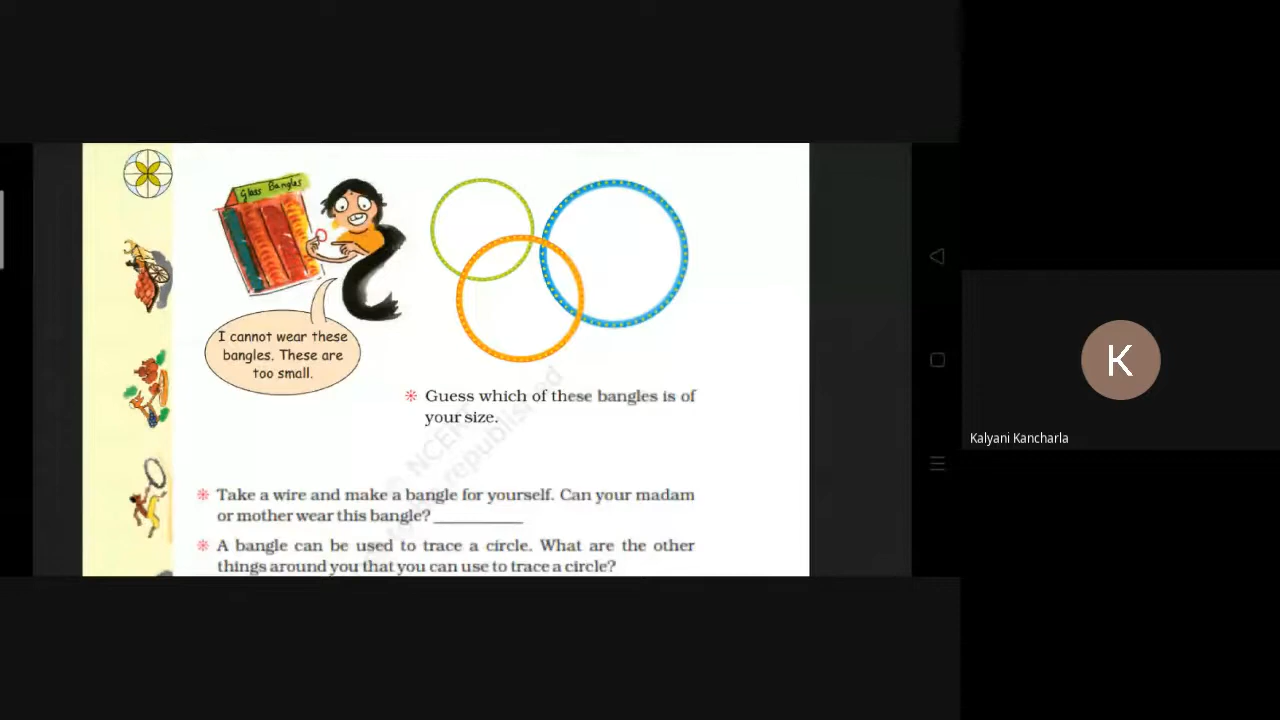 Glass Bangles
I cannot wear these
bangles. These are
too small.
✳ Guess which of these bangles is of
your size.
✳ Take a wire and make a bangle for yourself. Can your madam
or mother wear this bangle? __________
✳ A bangle can be used to trace a circle. What are the other
things around you that you can use to trace a circle?
K
Kalyani Kancharla